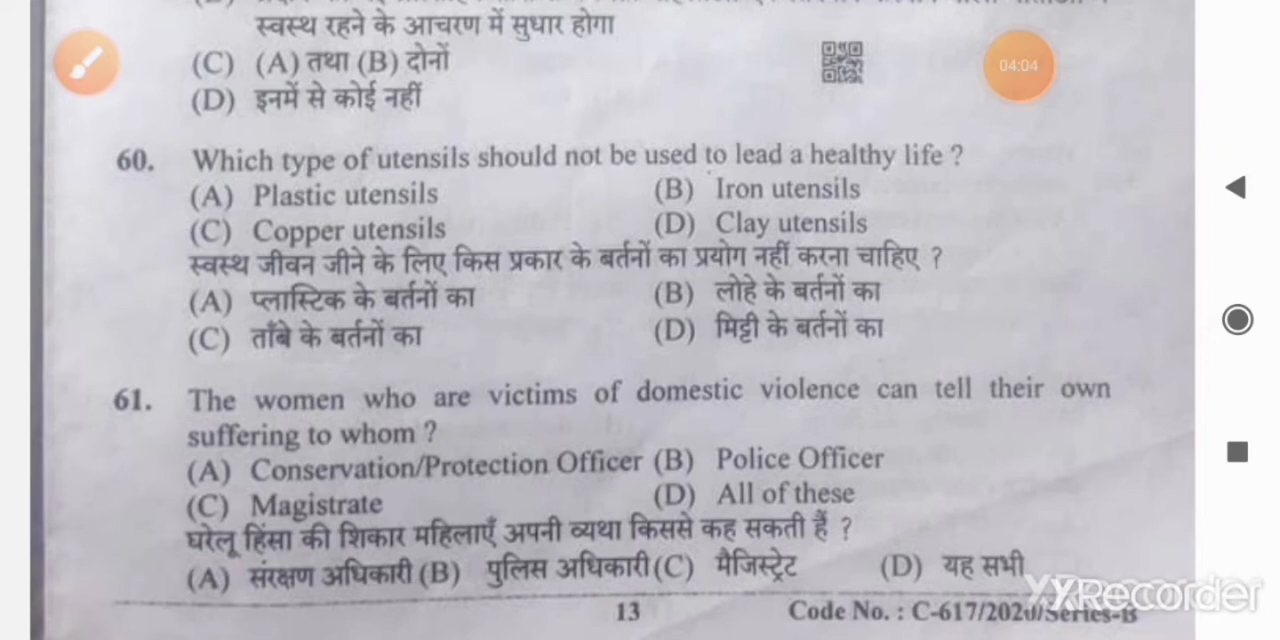 स्वस्थ रहने के आचरण में सुधार होगा
(C) (A) तथा (B) दोनों
(D) इनमें से कोई नहीं
04:04
60. Which type of utensils should not be used to lead a healthy life ?
(A) Plastic utensils (B) Iron utensils
(C) Copper utensils (D) Clay utensils
स्वस्थ जीवन जीने के लिए किस प्रकार के बर्तनों का प्रयोग नहीं करना चाहिए ?
(A) प्लास्टिक के बर्तनों का (B) लोहे के बर्तनों का
(C) ताँबे के बर्तनों का (D) मिट्टी के बर्तनों का
61. The women who are victims of domestic violence can tell their own
suffering to whom ?
(A) Conservation/Protection Officer (B) Police Officer
(C) Magistrate (D) All of these
घरेलू हिंसा की शिकार महिलाएँ अपनी व्यथा किससे कह सकती हैं ?
(A) संरक्षण अधिकारी (B) पुलिस अधिकारी (C) मैजिस्ट्रेट (D) यह सभी
13 Code No. : C-617/2020/Series-B
XXRecorder